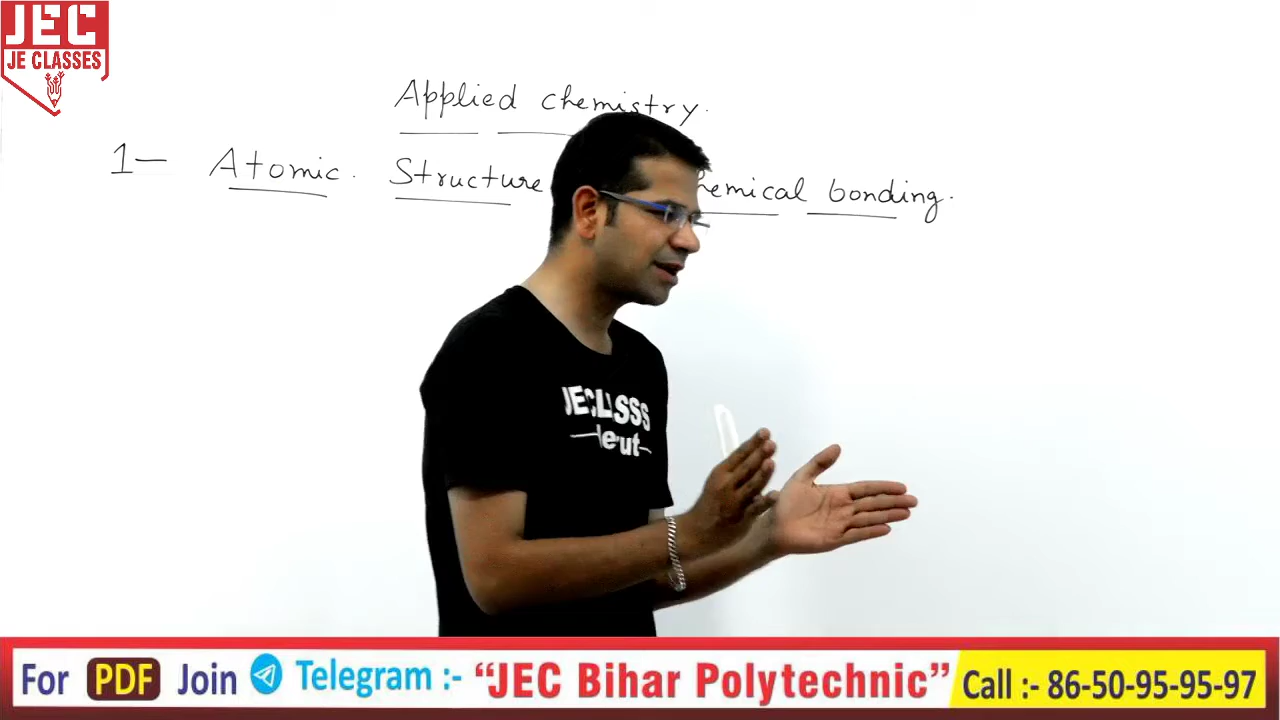 JEC
JE CLASSES
Applied chemistry.
1- Atomic. Structure hemical bonding.
For PDF Join Telegram :- “JEC Bihar Polytechnic” Call :- 86-50-95-95-97